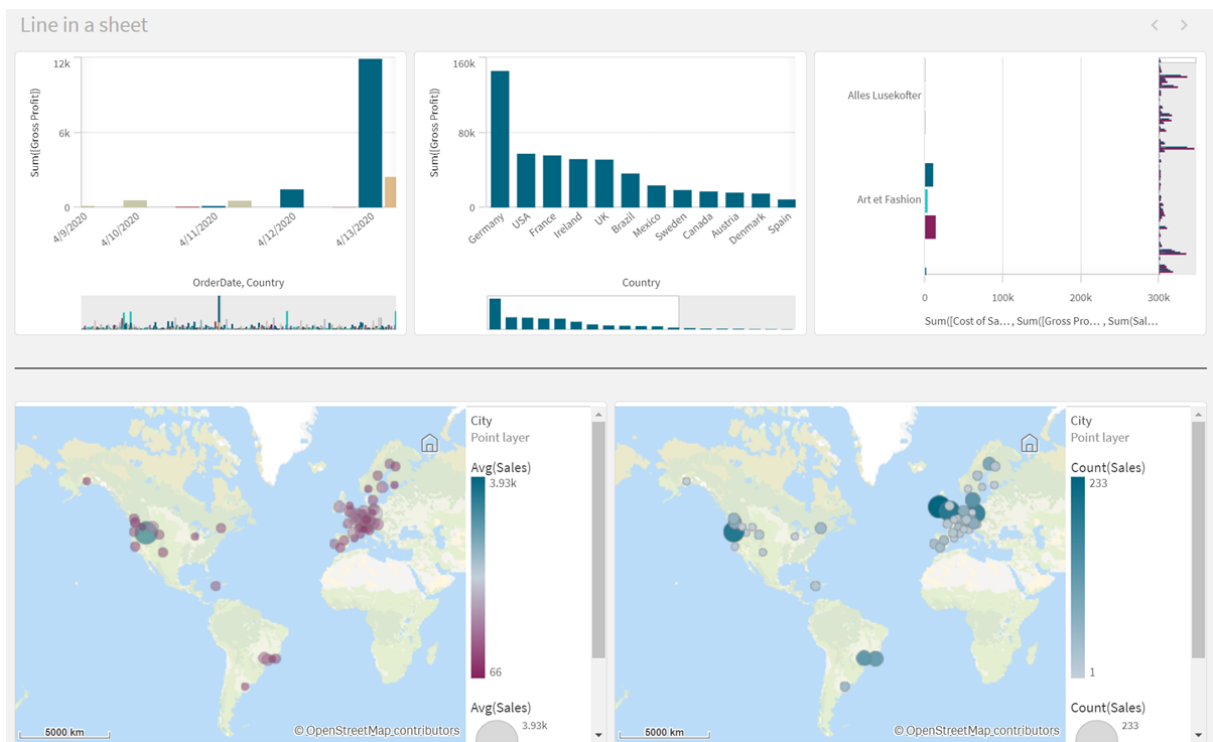 Line in a sheet
12k
6k
0
Sum([Gross Profit])
4/9/2020
4/10/2020
4/11/2020
4/12/2020
4/13/2020
OrderDate, Country
160k
80k
0
Sum([Gross Profit])
Germany
USA
France
Ireland
UK
Brazil
Mexico
Sweden
Canada
Austria
Denmark
Spain
Country
Alles Lusekofter
Art et Fashion
0
100k
200k
300k
Sum([Cost of Sa... , Sum([Gross Pro... , Sum(Sal...
City
Point layer
Avg(Sales)
3.93k
66
Avg(Sales)
3.93k
5000 km
© OpenStreetMap contributors
City
Point layer
Count(Sales)
233
1
Count(Sales)
233
5000 km
© OpenStreetMap contributors